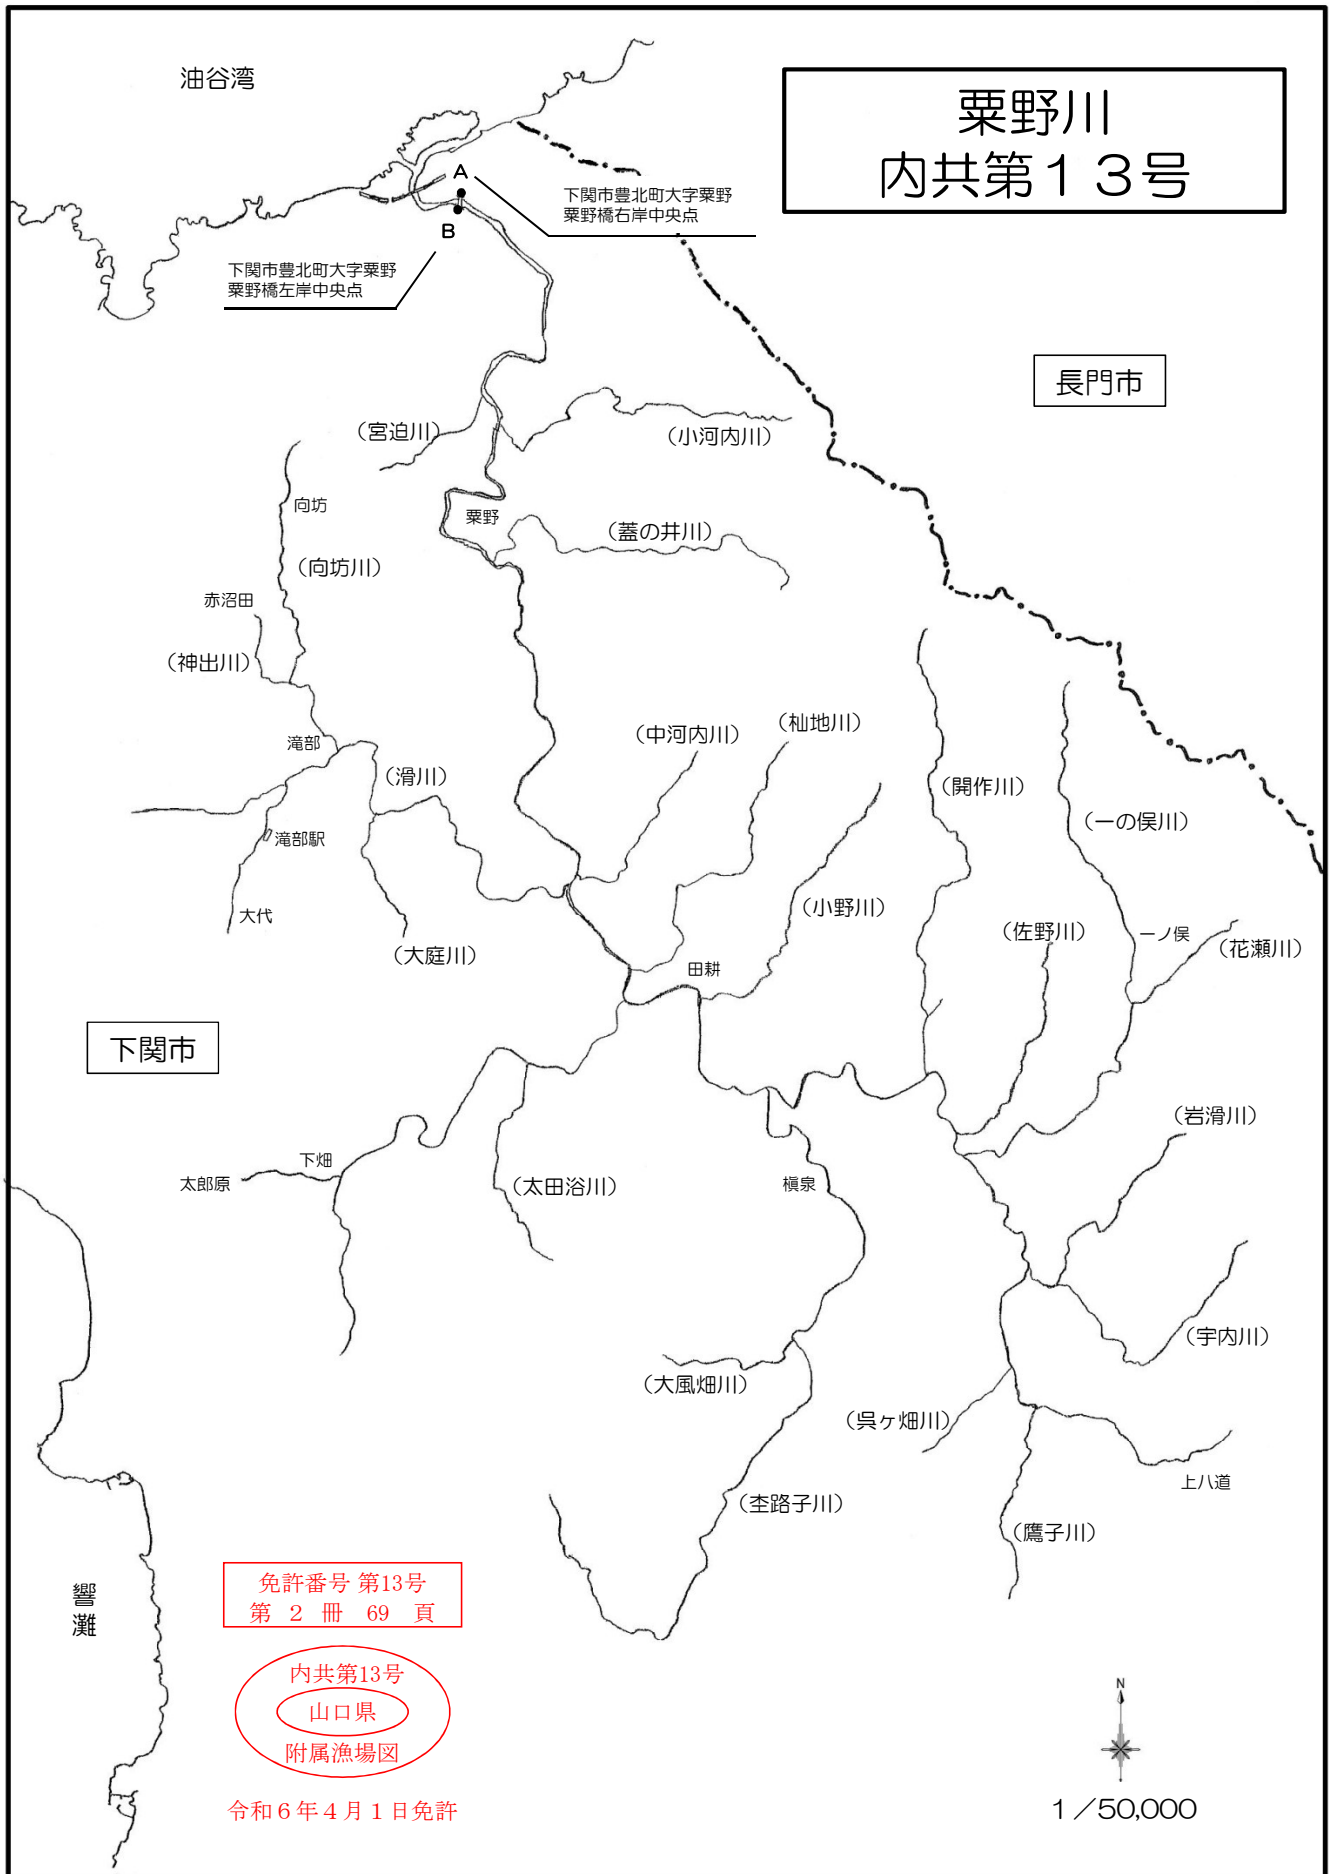 油谷湾
粟野川
内共第１３号
A
下関市豊北町大字粟野
粟野橋右岸中央点
B
下関市豊北町大字粟野
粟野橋左岸中央点
長門市
（宮迫川）
（小河内川）
向坊
粟野
（蓋の井川）
（向坊川）
赤沼田
（神出川）
（中河内川）
（杣地川）
滝部
（滑川）
（開作川）
（一の俣川）
滝部駅
（小野川）
大代
（佐野川）
一ノ俣
（花瀬川）
（大庭川）
田耕
下関市
（岩滑川）
下畑
太郎原
（太田浴川）
槇泉
（宇内川）
（大風畑川）
（呉ヶ畑川）
上八道
（杢路子川）
（鷹子川）
響灘
免許番号 第13号
第 2 冊 69 頁
内共第13号
山口県
附属漁場図
令和６年４月１日免許
N
1／50,000